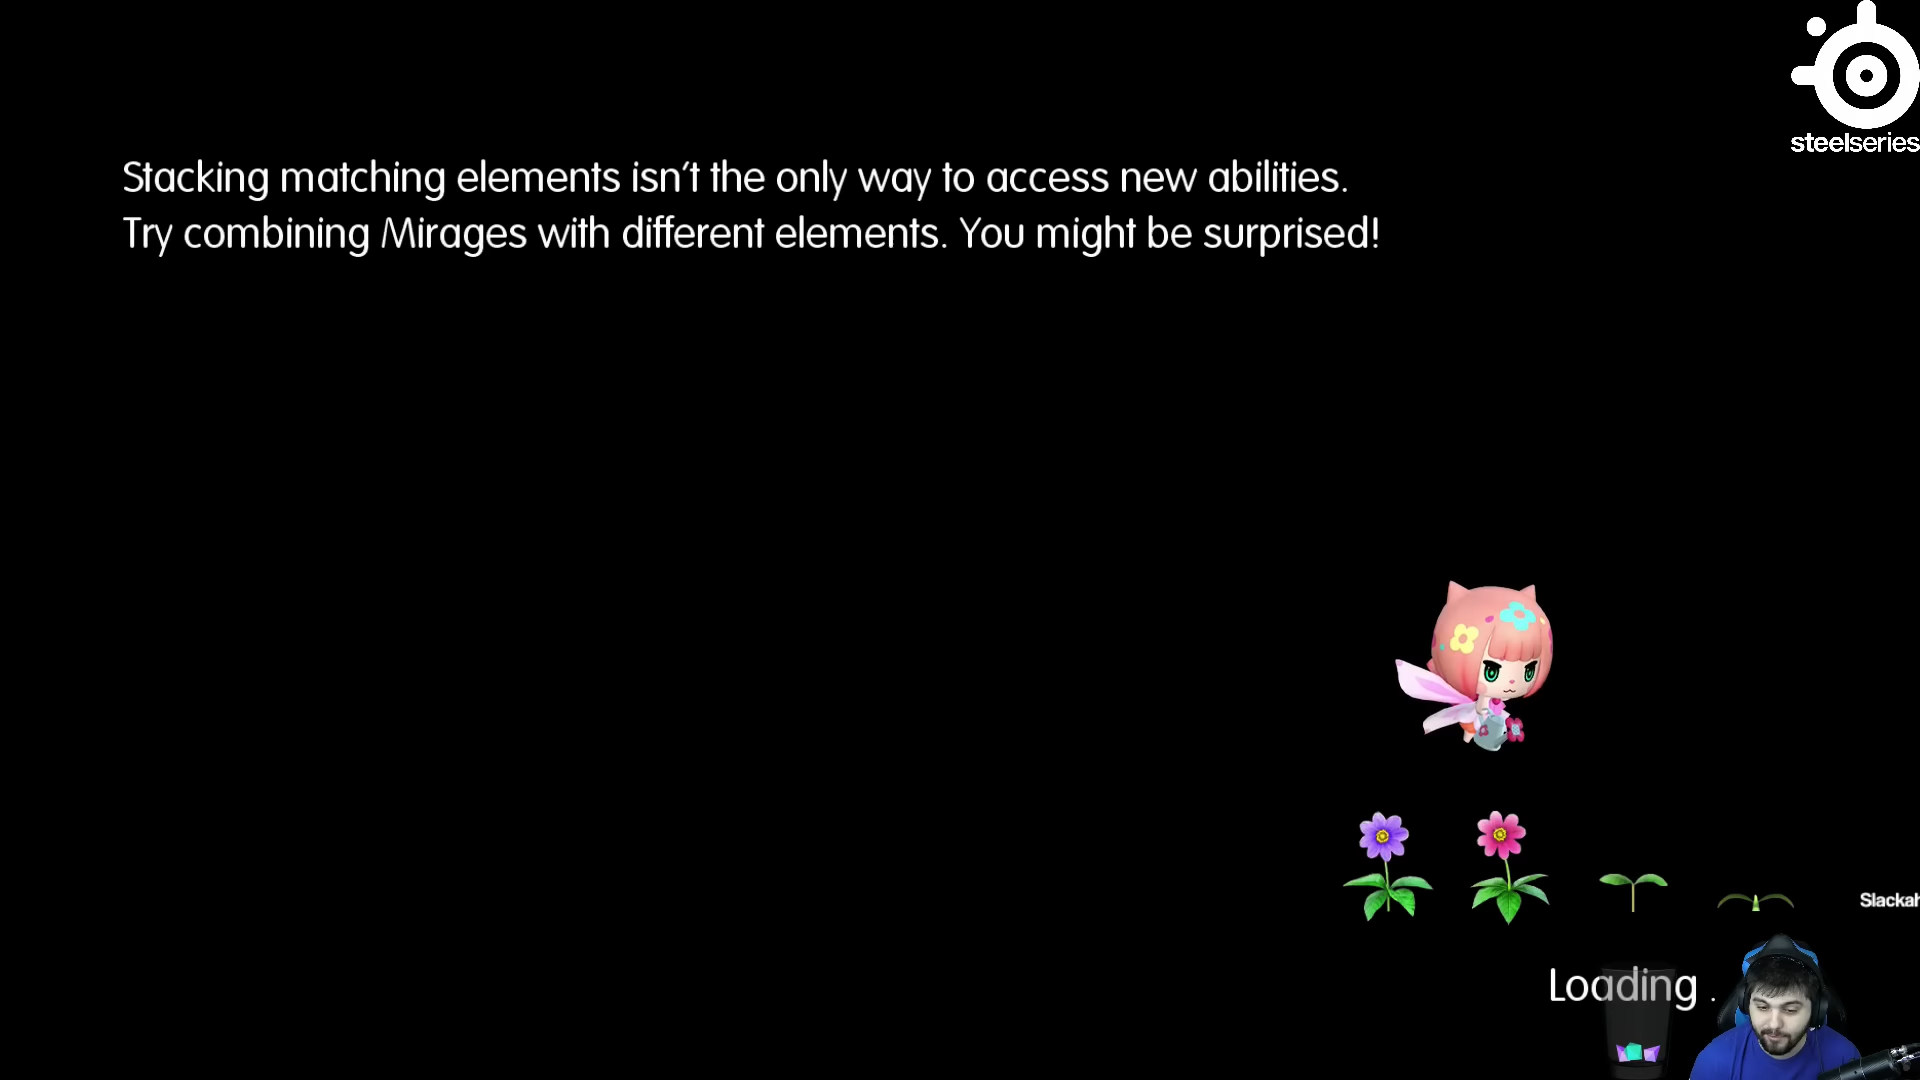 steelseries
Stacking matching elements isn't the only way to access new abilities.
Try combining Mirages with different elements. You might be surprised!
Slackah
Loading .